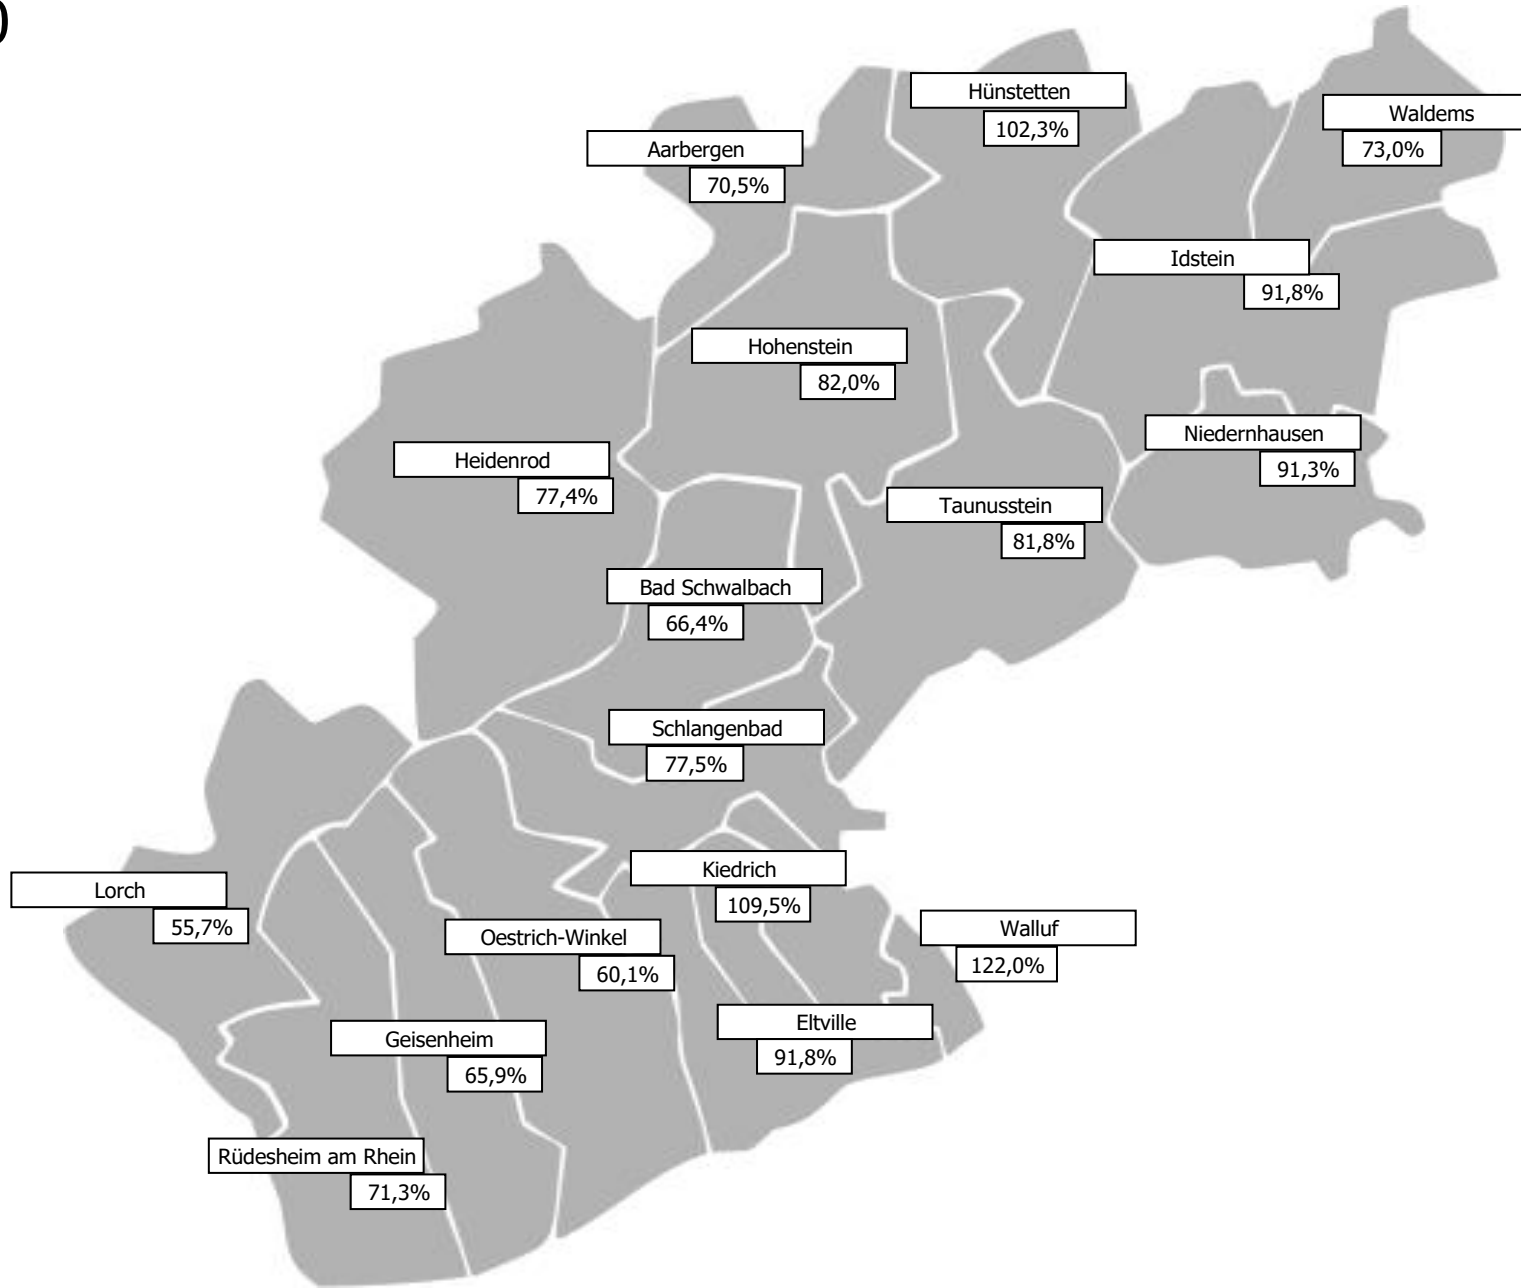 )
Hünstetten
102,3%
Waldems
73,0%
Aarbergen
70,5%
Idstein
91,8%
Hohenstein
82,0%
Niedernhausen
91,3%
Heidenrod
77,4%
Taunusstein
81,8%
Bad Schwalbach
66,4%
Schlangenbad
77,5%
Kiedrich
109,5%
Lorch
55,7%
Walluf
122,0%
Oestrich-Winkel
60,1%
Eltville
91,8%
Geisenheim
65,9%
Rüdesheim am Rhein
71,3%